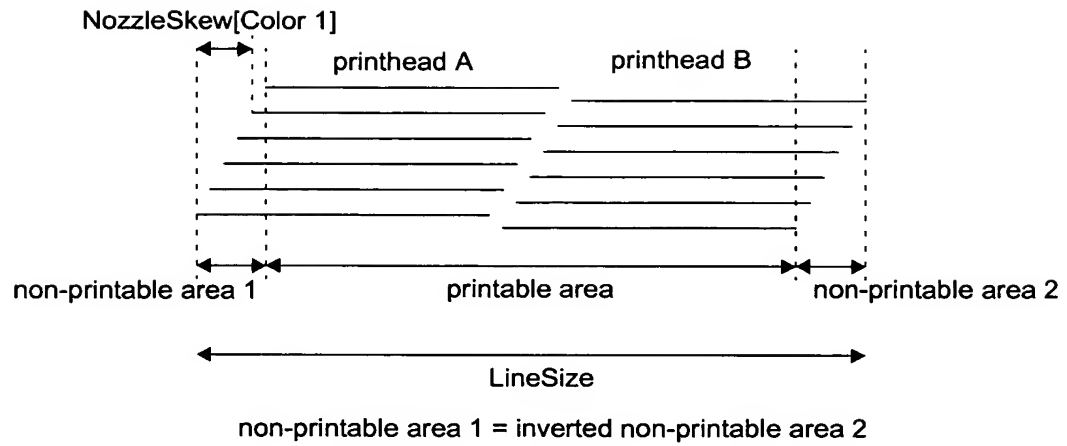 NozzleSkew[Color 1]
printhead A
printhead B
non-printable area 1
printable area
non-printable area 2
LineSize
non-printable area 1 = inverted non-printable area 2